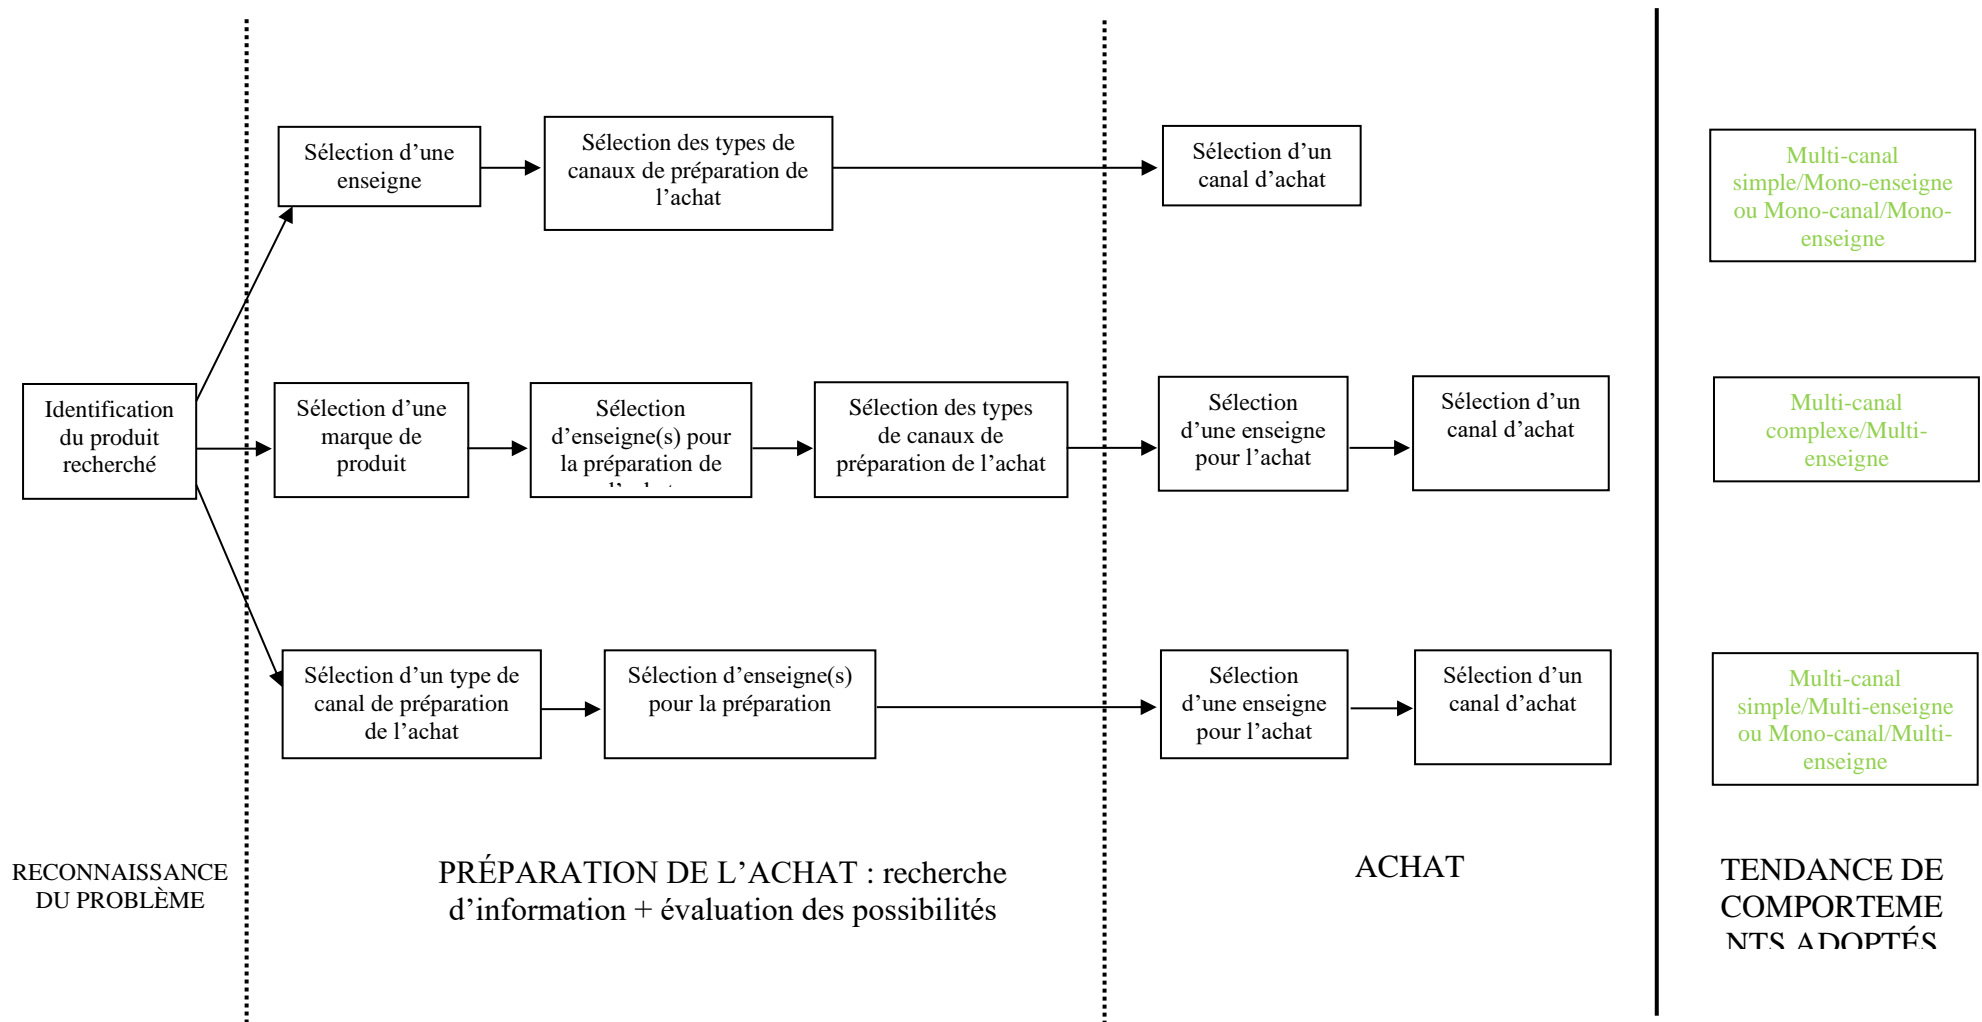 Sélection d’une
enseigne
Sélection des types de
canaux de préparation de
l’achat
Sélection d’un
canal d’achat
Multi-canal
simple/Mono-enseigne
ou Mono-canal/Mono-
enseigne
Identification
du produit
recherché
Sélection d’une
marque de
produit
Sélection
d’enseigne(s) pour
la préparation de
Sélection des types
de canaux de
préparation de l’achat
Sélection
d’une enseigne
pour l’achat
Sélection d’un
canal d’achat
Multi-canal
complexe/Multi-
enseigne
Sélection d’un type de
canal de préparation
de l’achat
Sélection d’enseigne(s)
pour la préparation
Sélection
d’une enseigne
pour l’achat
Sélection d’un
canal d’achat
Multi-canal
simple/Multi-enseigne
ou Mono-canal/Multi-
enseigne
RECONNAISSANCE
DU PROBLÈME
PRÉPARATION DE L’ACHAT : recherche
d’information + évaluation des possibilités
ACHAT
TENDANCE DE
COMPORTEME
NTS ADOPTÉS